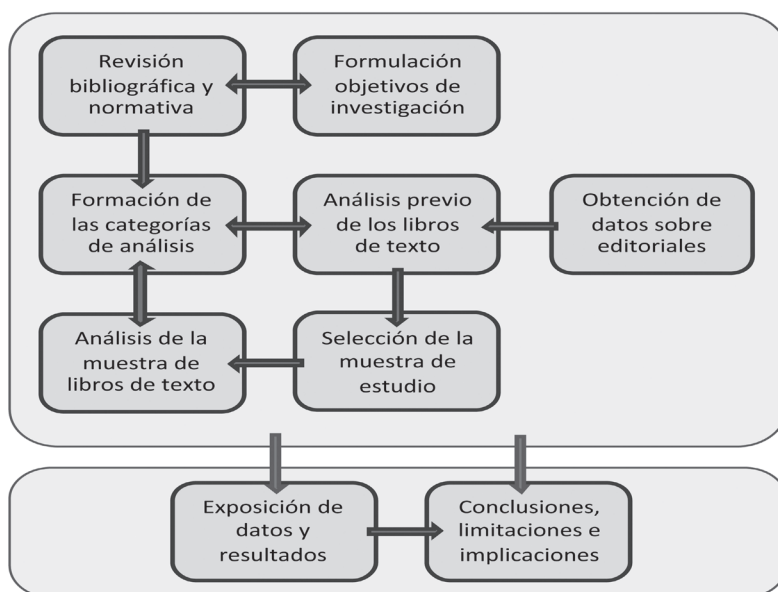 Revisión
bibliográfica y
normativa
Formulación
objetivos de
investigación
Formación de
las categorías
de análisis
Análisis previo
de los libros
de texto
Obtención de
datos sobre
editoriales
Análisis de la
muestra de
libros de texto
Selección de la
muestra de
estudio
Exposición de
datos y
resultados
Conclusiones,
limitaciones e
implicaciones